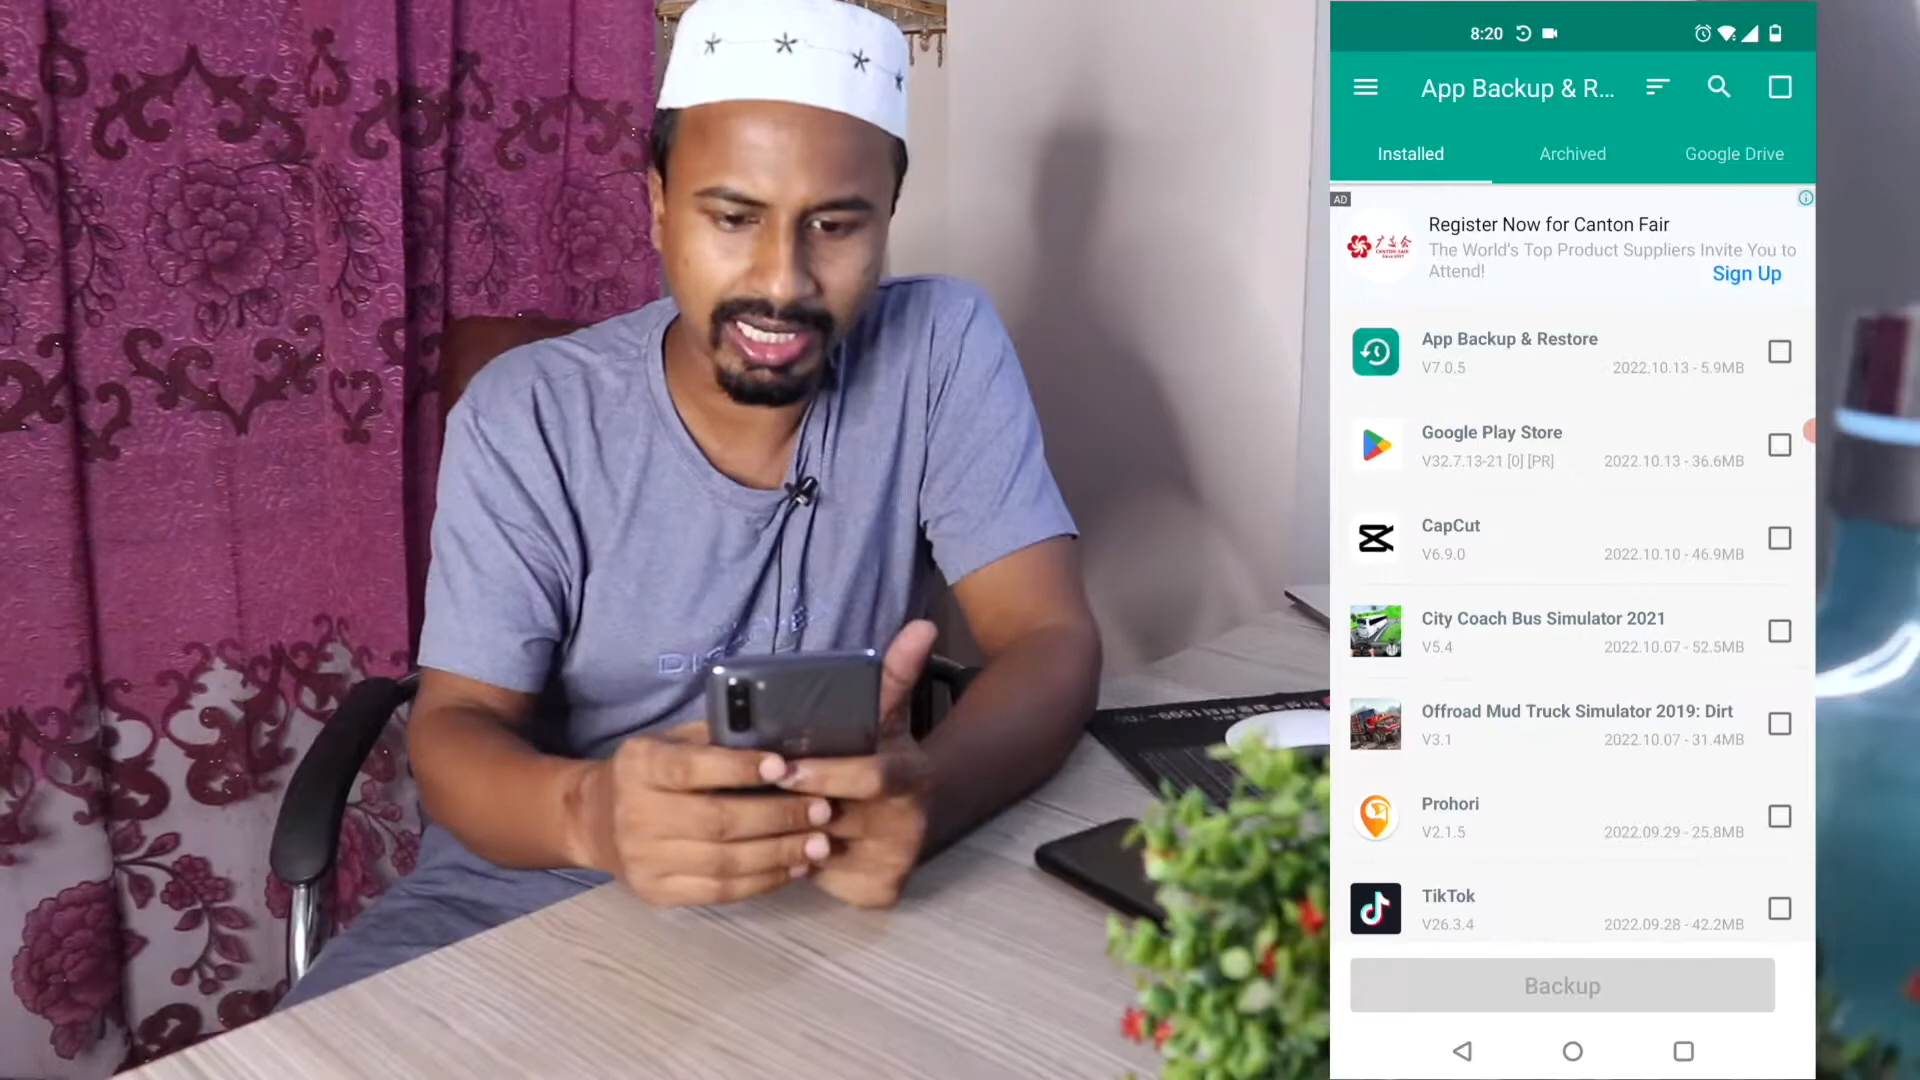 8:20
App Backup & R...
Installed
Archived
Google Drive
AD
Register Now for Canton Fair
The World's Top Product Suppliers Invite You to
Attend!
Sign Up
App Backup & Restore
V7.0.5
2022.10.13 - 5.9MB
Google Play Store
V32.7.13-21 [0] [PR]
2022.10.13 - 36.6MB
CapCut
V6.9.0
2022.10.10 - 46.9MB
City Coach Bus Simulator 2021
V5.4
2022.10.07 - 52.5MB
Offroad Mud Truck Simulator 2019: Dirt
V3.1
2022.10.07 - 31.4MB
Prohori
V2.1.5
2022.09.29 - 25.8MB
TikTok
V26.3.4
2022.09.28 - 42.2MB
Backup